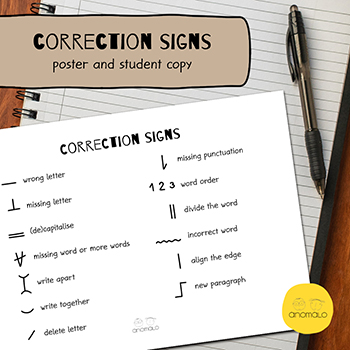 CORRECTION SIGNS
poster and student copy
CORRECTION SIGNS
wrong letter
missing letter
(de)capitalise
missing word or more words
write apart
write together
delete letter
missing punctuation
1 2 3 word order
divide the word
incorrect word
align the edge
new paragraph
anomalo
anomalo